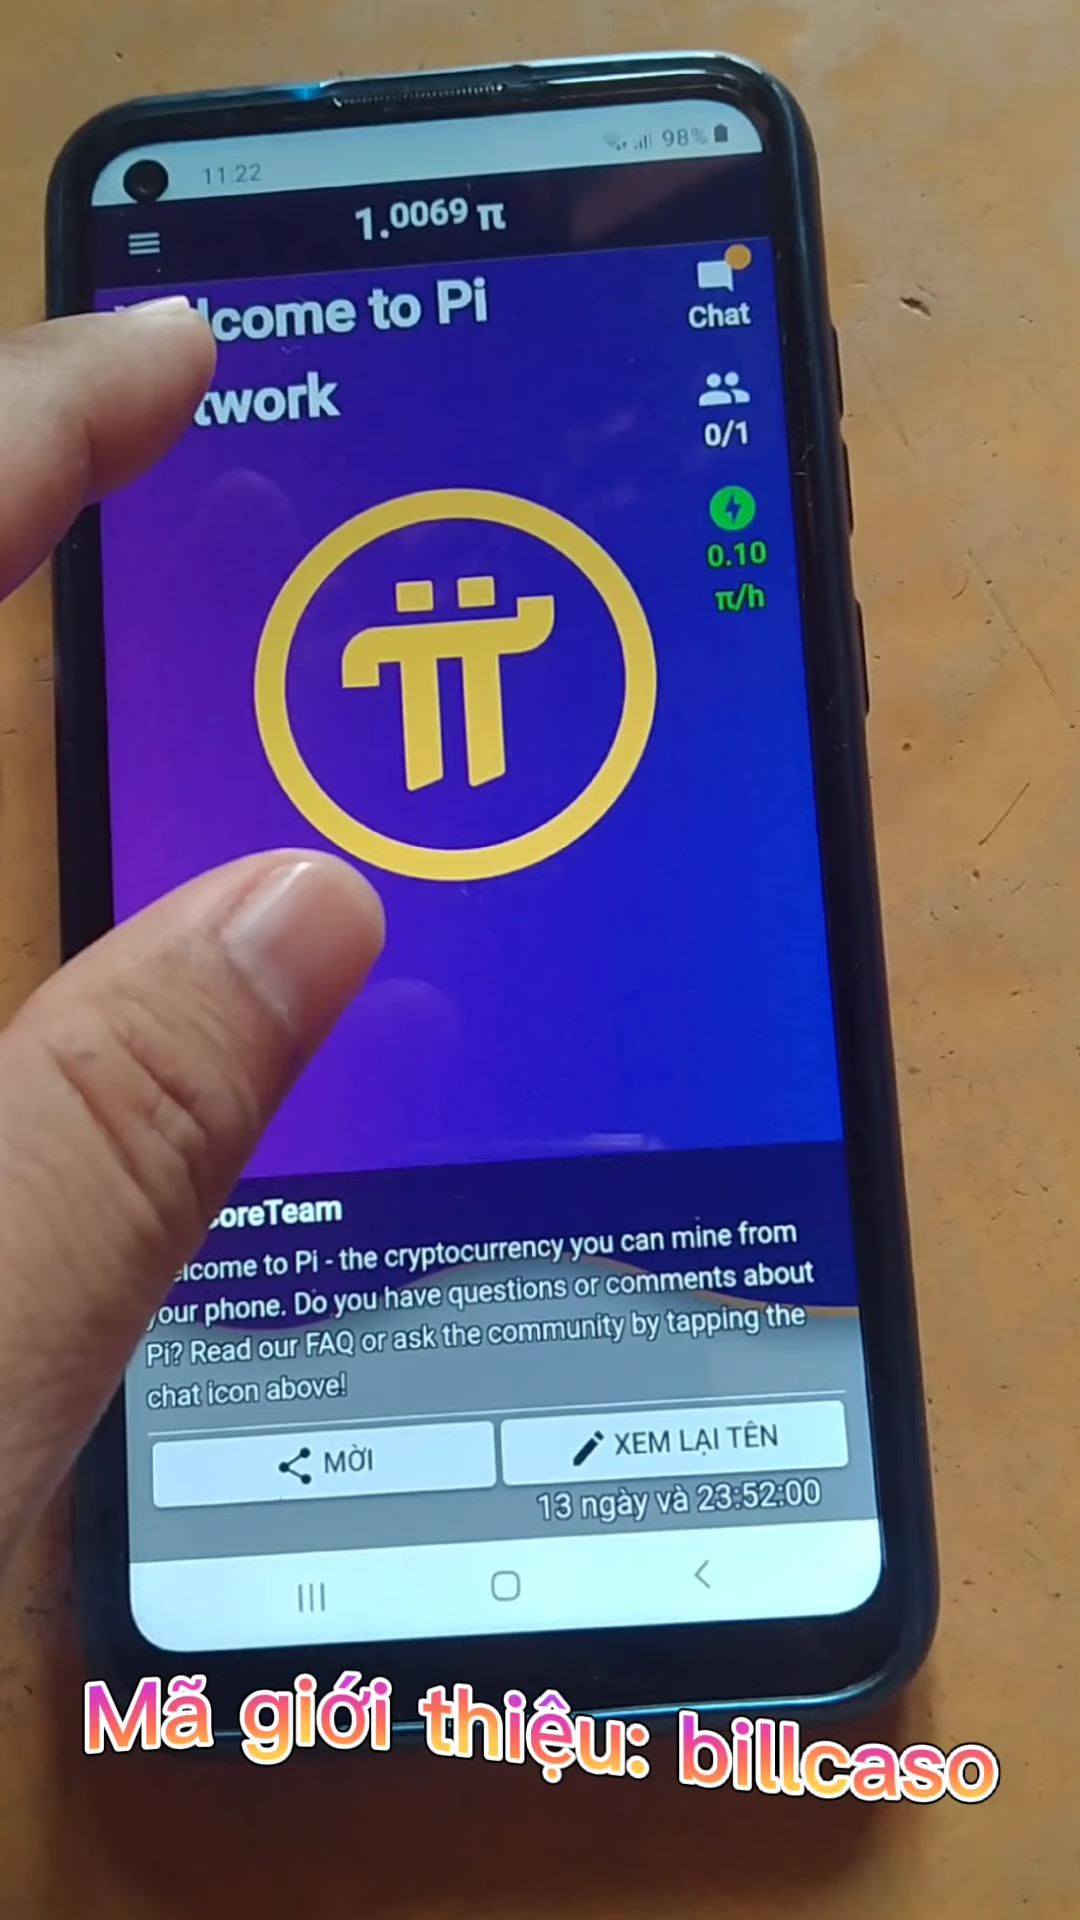 11:22
98%
1.0069 π
come to Pi
twork
Chat
0/1
0.10
π/h
oreTeam
lcome to Pi - the cryptocurrency you can mine from
your phone. Do you have questions or comments about
Pi? Read our FAQ or ask the community by tapping the
chat icon above!
MỜI
XEM LẠI TÊN
13 ngày và 23:52:00
Mã giới thiệu: billcaso